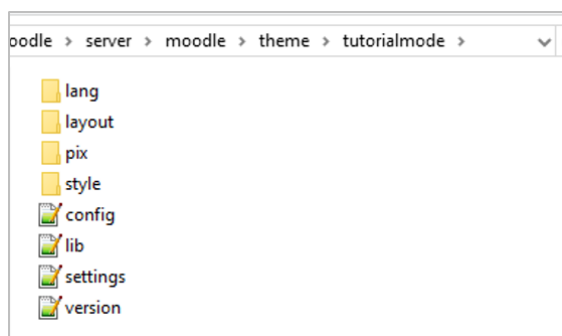 oodle > server > moodle > theme > tutorialmode >
lang
layout
pix
style
config
lib
settings
version